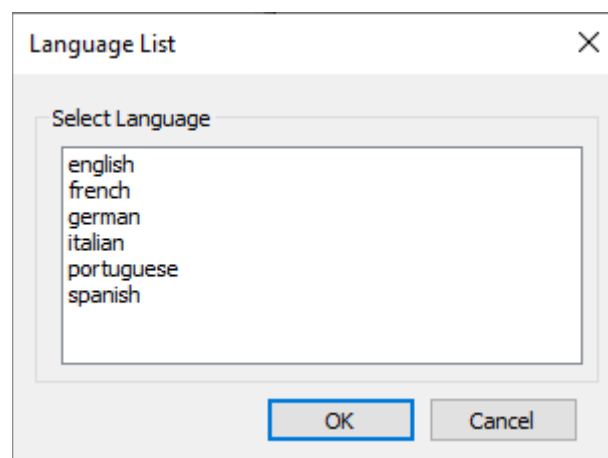 Language List
Select Language
english
french
german
italian
portuguese
spanish
OK Cancel